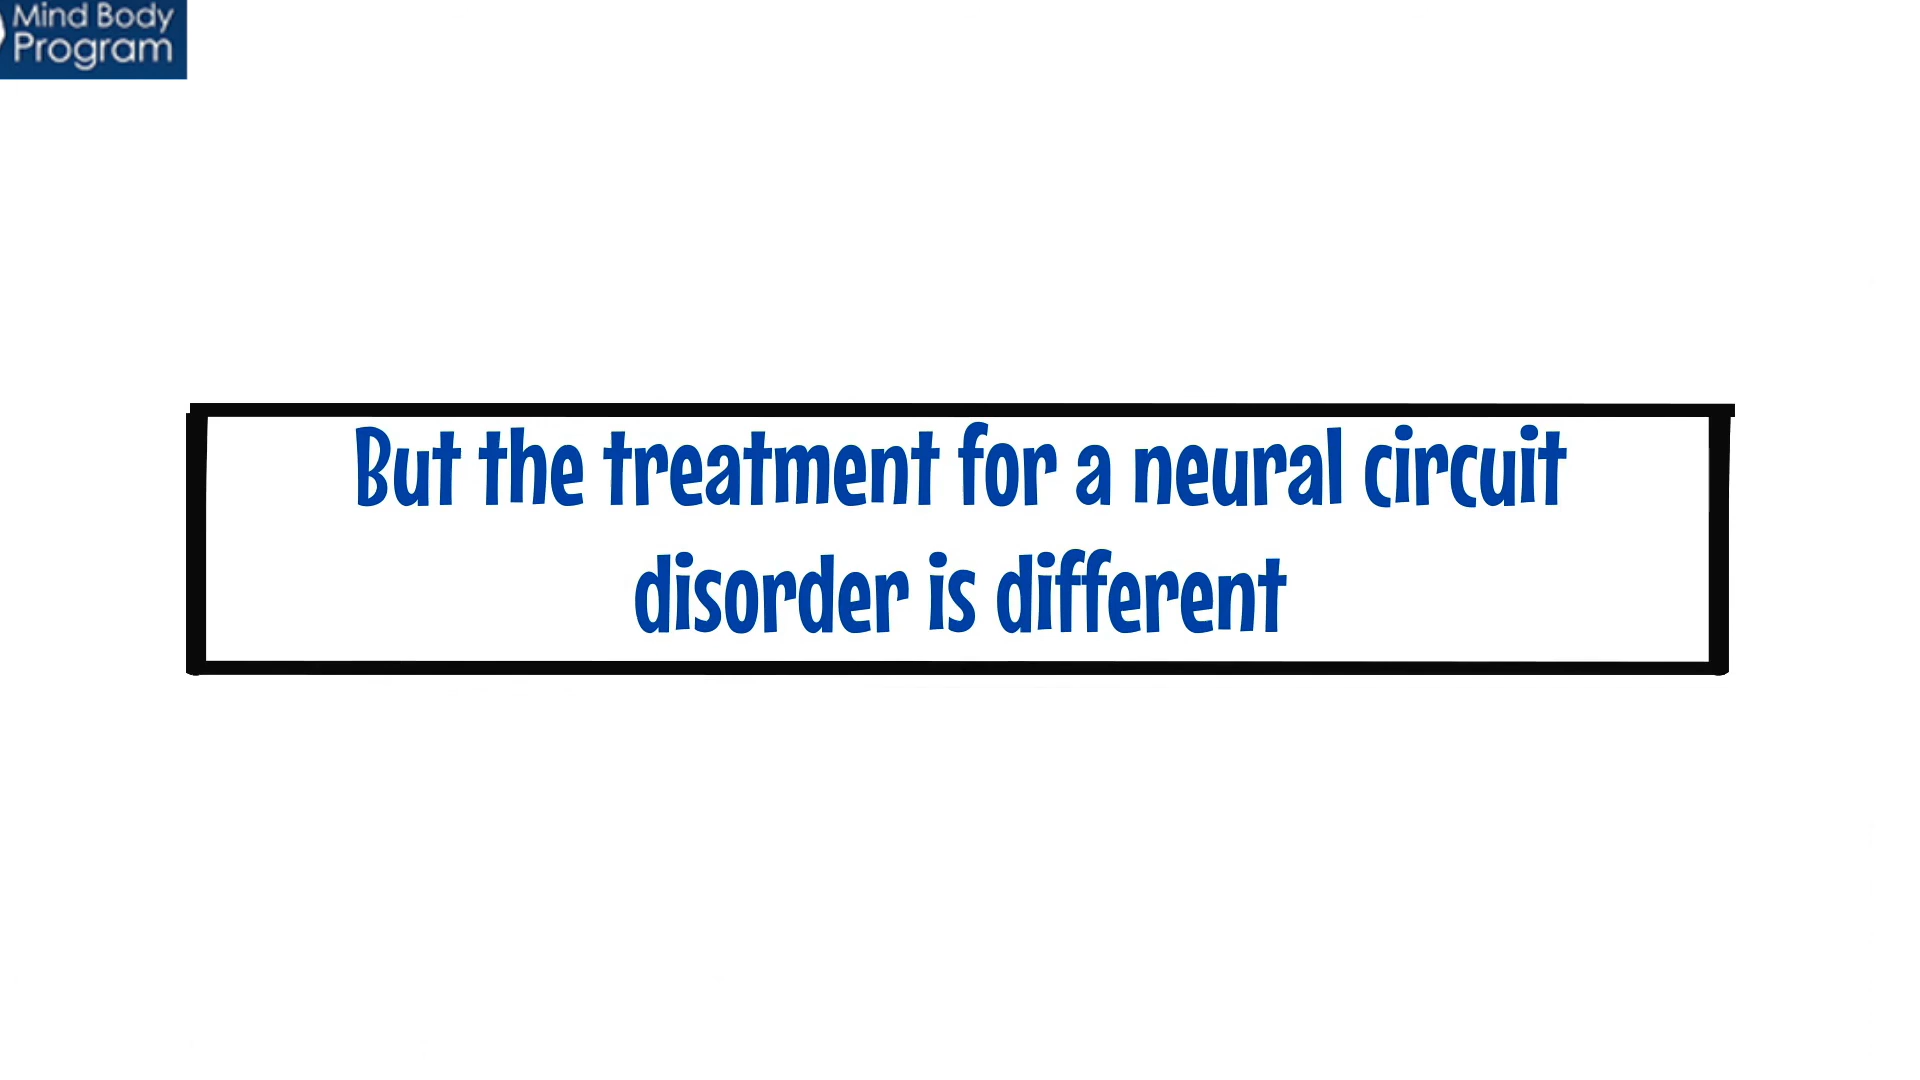 Mind Body
Program
But the treatment for a neural circuit
disorder is different